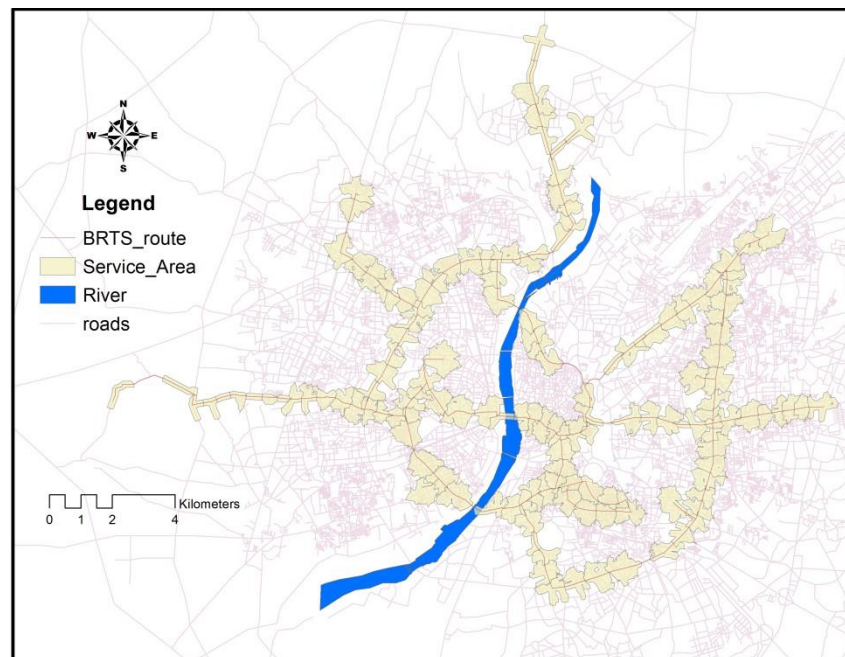 N
W E
S
Legend
BRTS_route
Service_Area
River
roads
Kilometers
0 1 2 4